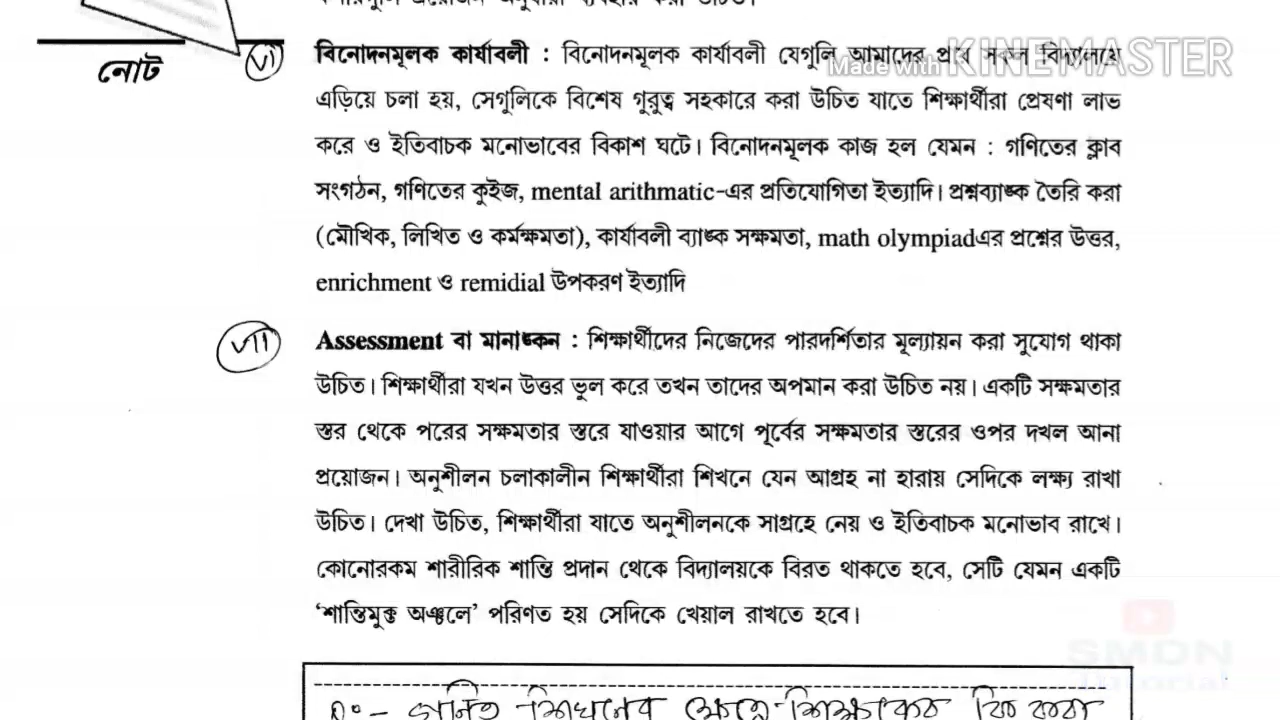 নোট
vi
বিনোদনমূলক কার্যাবলী : বিনোদনমূলক কার্যাবলী যেগুলি আমাদের প্রায় সকল বিদ্যালয়ে
Made with KINEMASTER
এড়িয়ে চলা হয়, সেগুলিকে বিশেষ গুরুত্ব সহকারে করা উচিত যাতে শিক্ষার্থীরা প্রেষণা লাভ
করে ও ইতিবাচক মনোভাবের বিকাশ ঘটে। বিনোদনমূলক কাজ হল যেমন : গণিতের ক্লাব
সংগঠন, গণিতের কুইজ, mental arithmatic-এর প্রতিযোগিতা ইত্যাদি। প্রশ্নব্যাঙ্ক তৈরি করা
(মৌখিক, লিখিত ও কর্মক্ষমতা), কার্যাবলী ব্যাঙ্ক সক্ষমতা, math olympiadএর প্রশ্নের উত্তর,
enrichment ও remidial উপকরণ ইত্যাদি
vii
Assessment বা মানাঙ্কন : শিক্ষার্থীদের নিজেদের পারদর্শিতার মূল্যায়ন করা সুযোগ থাকা
উচিত। শিক্ষার্থীরা যখন উত্তর ভুল করে তখন তাদের অপমান করা উচিত নয়। একটি সক্ষমতার
স্তর থেকে পরের সক্ষমতার স্তরে যাওয়ার আগে পূর্বের সক্ষমতার স্তরের ওপর দখল আনা
প্রয়োজন। অনুশীলন চলাকালীন শিক্ষার্থীরা শিখনে যেন আগ্রহ না হারায় সেদিকে লক্ষ্য রাখা
উচিত। দেখা উচিত, শিক্ষার্থীরা যাতে অনুশীলনকে সাগ্রহে নেয় ও ইতিবাচক মনোভাব রাখে।
কোনোরকম শারীরিক শাস্তি প্রদান থেকে বিদ্যালয়কে বিরত থাকতে হবে, সেটি যেমন একটি
‘শাস্তিমুক্ত অঞ্চলে’ পরিণত হয় সেদিকে খেয়াল রাখতে হবে।
SMDN
Tutorial